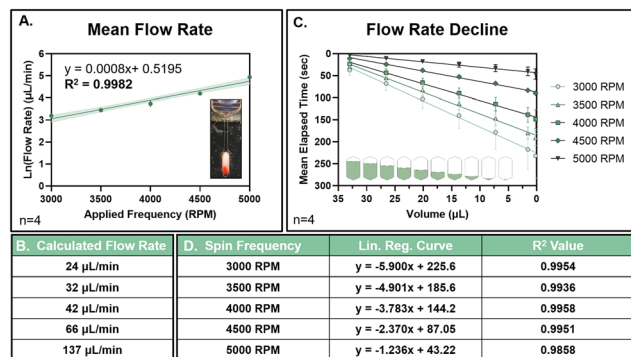 A.
Mean Flow Rate
y = 0.0008x+ 0.5195
R² = 0.9982
Ln(Flow Rate) (µL/min)
6
5
4
3
2
1
0
3000 3500 4000 4500 5000
Applied Frequency (RPM)
n=4
C.
Flow Rate Decline
Mean Elapsed Time (sec)
0
50
100
150
200
250
300
35 30 25 20 15 10 5 0
Volume (µL)
n=4
3000 RPM
3500 RPM
4000 RPM
4500 RPM
5000 RPM
B. Calculated Flow Rate
24 µL/min
32 µL/min
42 µL/min
66 µL/min
137 µL/min
D. Spin Frequency Lin. Reg. Curve R² Value
3000 RPM y = -5.900x + 225.6 0.9954
3500 RPM y = -4.901x + 185.6 0.9936
4000 RPM y = -3.783x + 144.2 0.9958
4500 RPM y = -2.370x + 87.05 0.9951
5000 RPM y = -1.236x + 43.22 0.9858